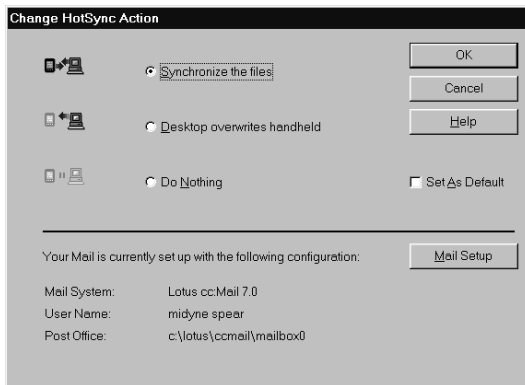 Change HotSync Action
OK
Synchronize the files
Cancel
Desktop overwrites handheld
Help
Do Nothing
Set As Default
Your Mail is currently set up with the following configuration:
Mail Setup
Mail System: Lotus cc:Mail 7.0
User Name: midyne spear
Post Office: c:\lotus\ccmail\mailbox0